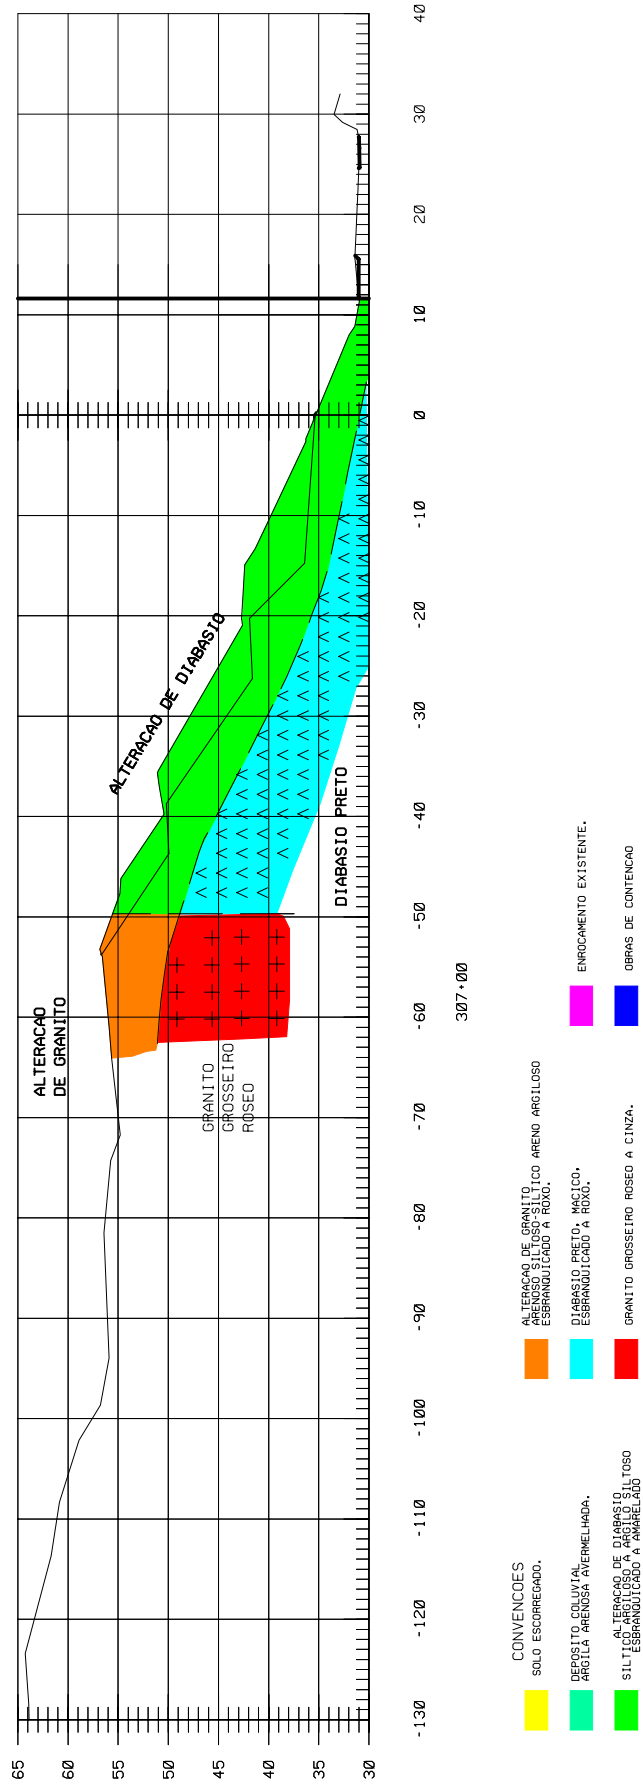 65
60
55
50
45
40
35
30
-130
-120
-110
-100
-90
-80
-70
-60
-50
-40
-30
-20
-10
0
10
20
30
40
ALTERACAO
DE GRANITO
ALTERACAO DE DIABASIO
GRANITO
GROSSEIRO
ROSEO
DIABASIO PRETO
307+00
CONVENCOES
SOLO ESCORREGADO.
DEPOSITO COLUVIAL
ARGILA ARENOSA AVERMELHADA.
ALTERACAO DE DIABASIO
SILTICO ARGILOSO A ARGILO SILTOSO
ESBRANQUICADO A AMARELADO
ALTERACAO DE GRANITO
ARENOSO SILTOSO-SILTICO ARENO ARGILOSO
ESBRANQUICADO A ROXO.
DIABASIO PRETO, MACICO,
ESBRANQUICADO A ROXO.
GRANITO GROSSEIRO ROSEO A CINZA.
ENROCAMENTO EXISTENTE.
OBRAS DE CONTENCAO